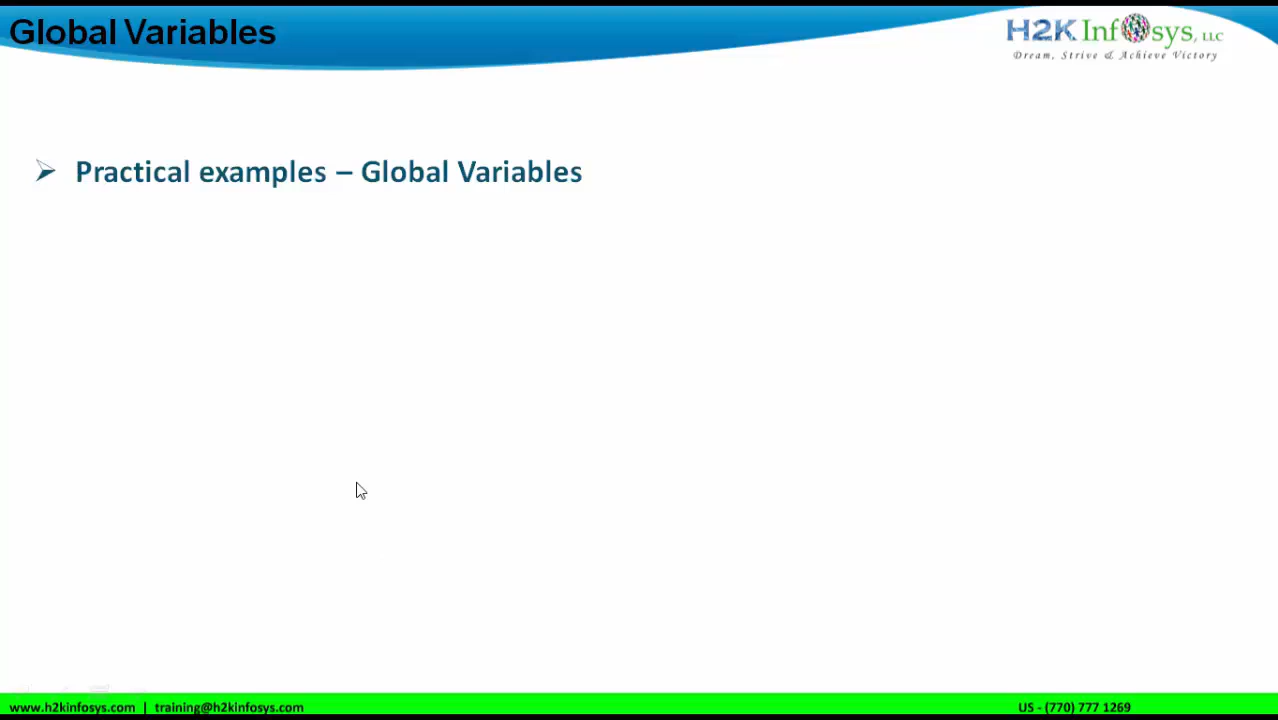 Global Variables
H2K Infosys, LLC
Dream, Strive & Achieve Victory
➢ Practical examples – Global Variables
www.h2kinfosys.com | training@h2kinfosys.com
US - (770) 777 1269